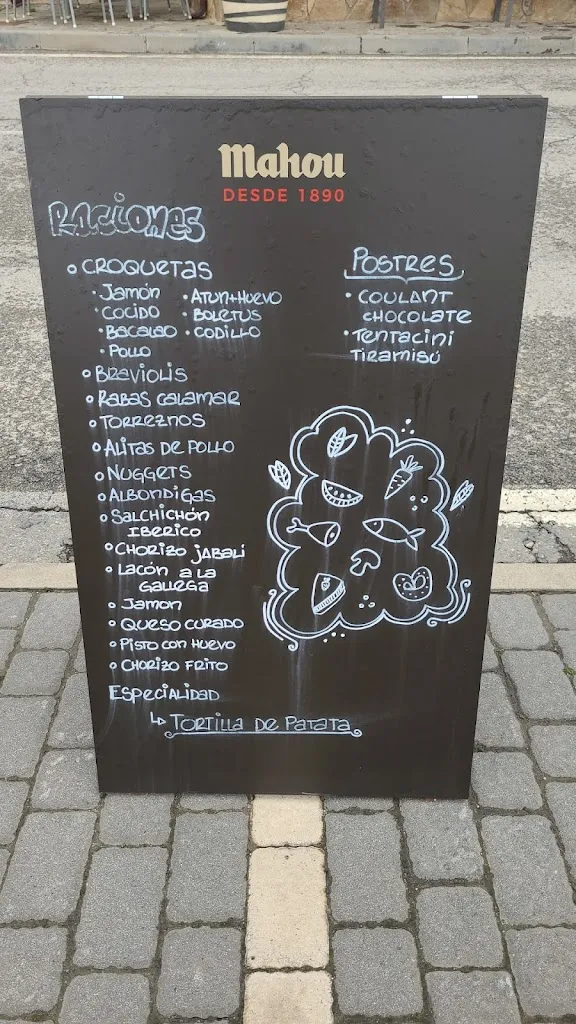 Mahou
DESDE 1890
RACIONES
CROQUETAS
Jamón
Cocido
Bacalao
Pollo
Atun+Huevo
Boletus
Codillo
Braviolis
Rabas calamar
Torreznos
Alitas de pollo
Nuggets
Albondigas
Salchichón
Iberico
Chorizo jabalí
Lacón a la
Gallega
Jamon
Queso curado
Pisto con Huevo
Chorizo frito
Especialidad
Tortilla de patata
Postres
Coulant
chocolate
Tentacini
Tiramisú